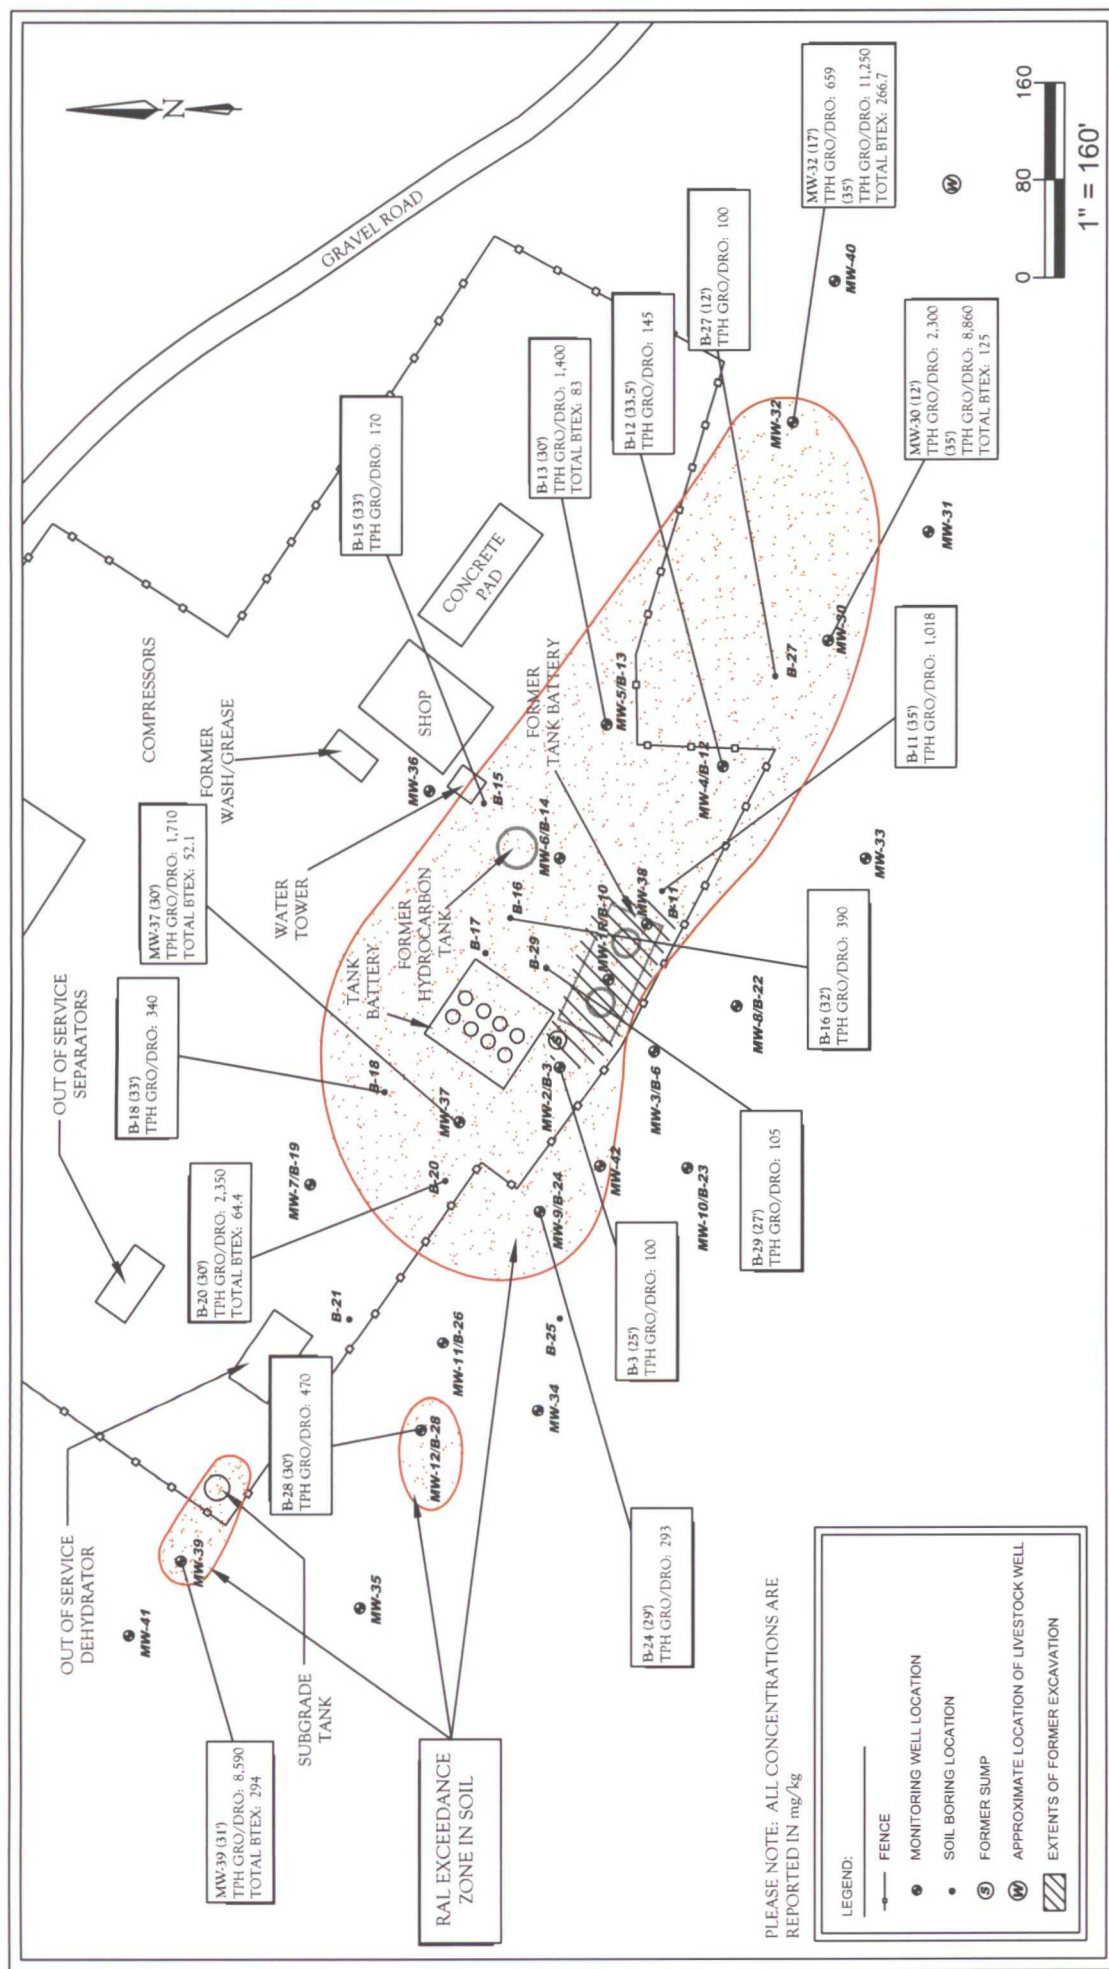 N
GRAVEL ROAD
COMPRESSORS
FORMER
WASH/GREASE
WATER
TOWER
SHOP
CONCRETE
PAD
OUT OF SERVICE
SEPARATORS
OUT OF SERVICE
DEHYDRATOR
SUBGRADE
TANK
TANK
BATTERY
FORMER
HYDROCARBON
TANK
FORMER
TANK BATTERY
RAL EXCEEDANCE
ZONE IN SOIL
MW-39 (31')
TPH GRO/DRO: 8,590
TOTAL BTEX: 294
B-28 (30')
TPH GRO/DRO: 470
B-20 (30')
TPH GRO/DRO: 2,350
TOTAL BTEX: 64.4
B-18 (33')
TPH GRO/DRO: 340
MW-37 (30')
TPH GRO/DRO: 1,710
TOTAL BTEX: 52.1
B-15 (33')
TPH GRO/DRO: 170
B-13 (30')
TPH GRO/DRO: 1,400
TOTAL BTEX: 83
B-12 (33.5')
TPH GRO/DRO: 145
B-27 (12')
TPH GRO/DRO: 100
MW-32 (17')
TPH GRO/DRO: 659
(35')
TPH GRO/DRO: 11,250
TOTAL BTEX: 266.7
MW-30 (12')
TPH GRO/DRO: 2,300
(35')
TPH GRO/DRO: 8,860
TOTAL BTEX: 125
B-11 (35')
TPH GRO/DRO: 1,018
B-16 (32')
TPH GRO/DRO: 390
B-29 (27')
TPH GRO/DRO: 105
B-3 (25')
TPH GRO/DRO: 100
B-24 (29')
TPH GRO/DRO: 293
MW-41
MW-39
MW-35
MW-12/B-28
MW-34
MW-11/B-26
B-21
B-25
MW-7/B-19
B-20
MW-9/B-24
MW-42
MW-10/B-23
B-18
MW-37
MW-2/B-3
S
MW-3/B-6
MW-8/B-22
B-17
B-29
B-16
MW-1R/B-10
MW-38
B-11
MW-6/B-14
MW-36
B-15
MW-33
MW-5/B-13
MW-4/B-12
B-27
MW-30
MW-31
MW-32
MW-40
W
PLEASE NOTE: ALL CONCENTRATIONS ARE
REPORTED IN mg/kg
LEGEND:
FENCE
MONITORING WELL LOCATION
SOIL BORING LOCATION
S FORMER SUMP
W APPROXIMATE LOCATION OF LIVESTOCK WELL
EXTENTS OF FORMER EXCAVATION
0 80 160
1" = 160'